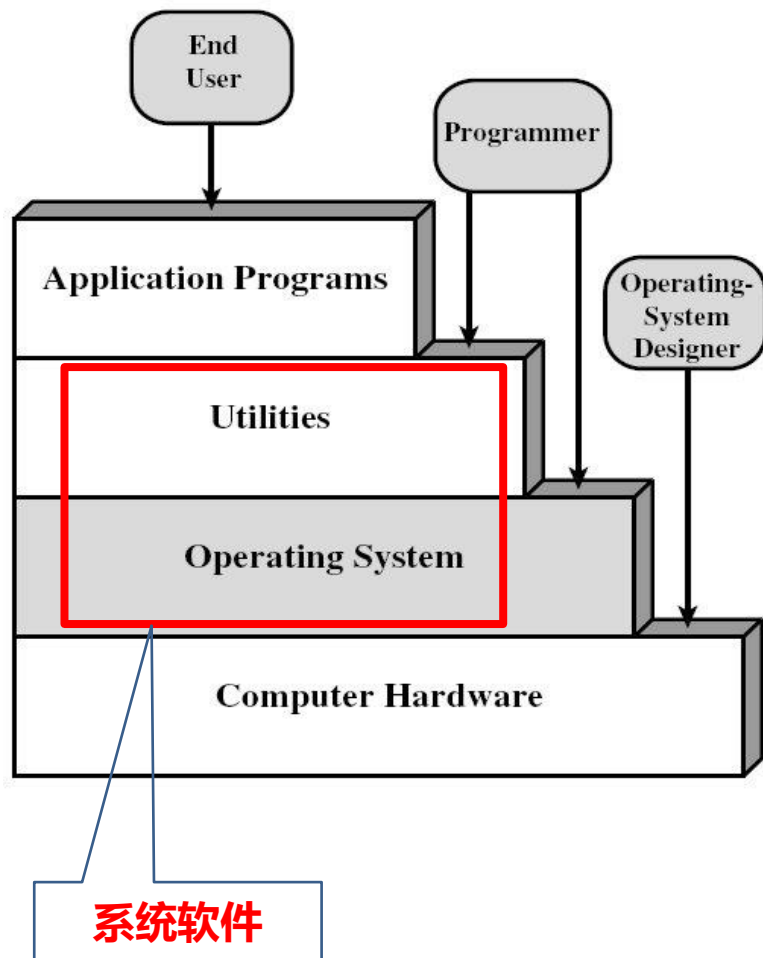 End
User
Programmer
Application Programs
Operating-
System
Designer
Utilities
Operating System
Computer Hardware
系统软件